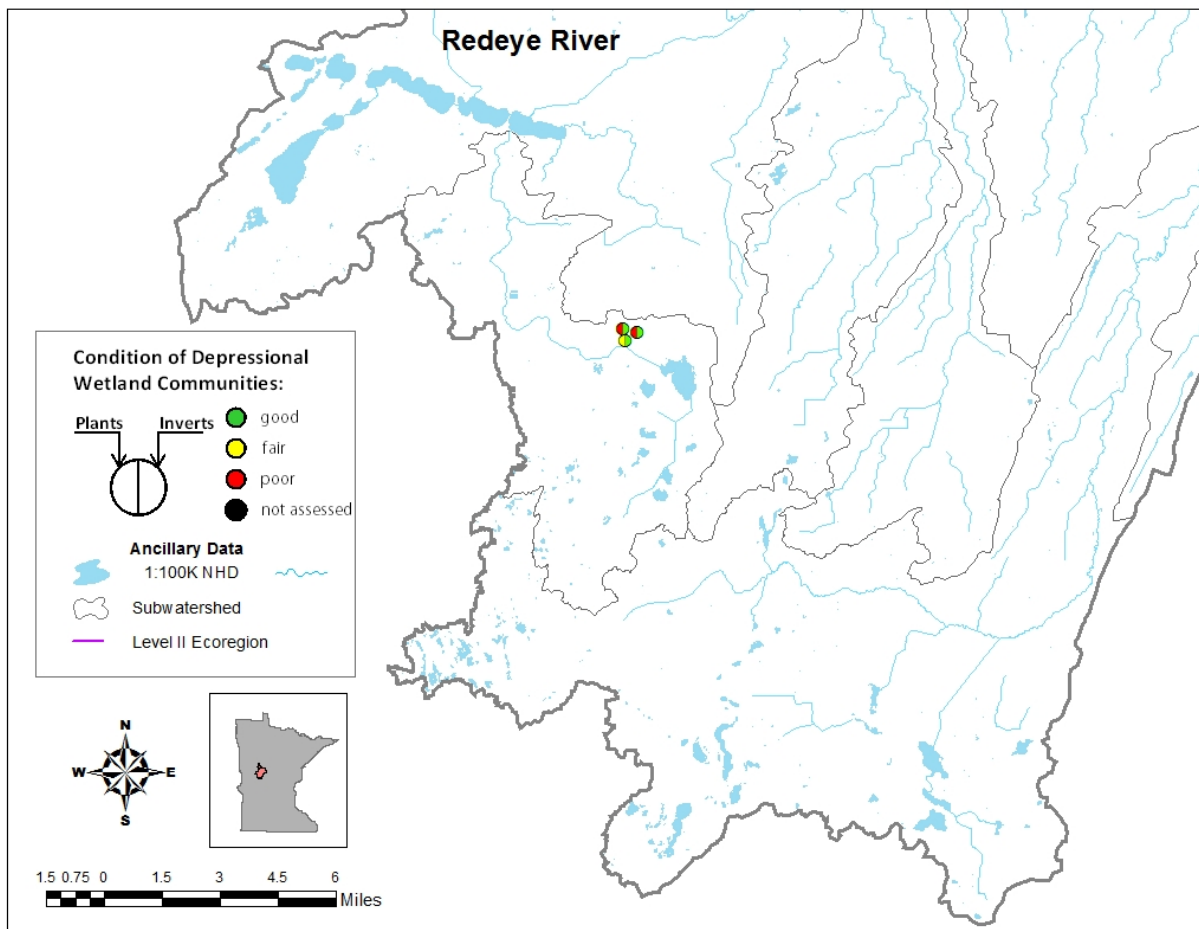 Redeye River
Condition of Depressional
Wetland Communities:
Plants
Inverts
good
fair
poor
not assessed
Ancillary Data
1:100K NHD
Subwatershed
Level II Ecoregion
N
W
E
S
1.5 0.75 0 1.5 3 4.5 6
Miles